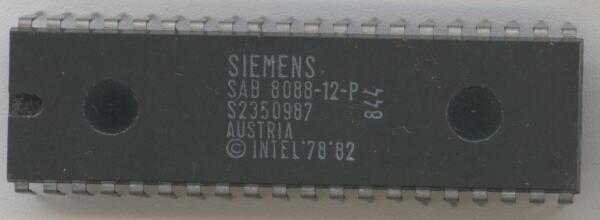 SIEMENS
SAB 8088-12-P
S2350987
AUSTRIA
© INTEL '78 '82
844